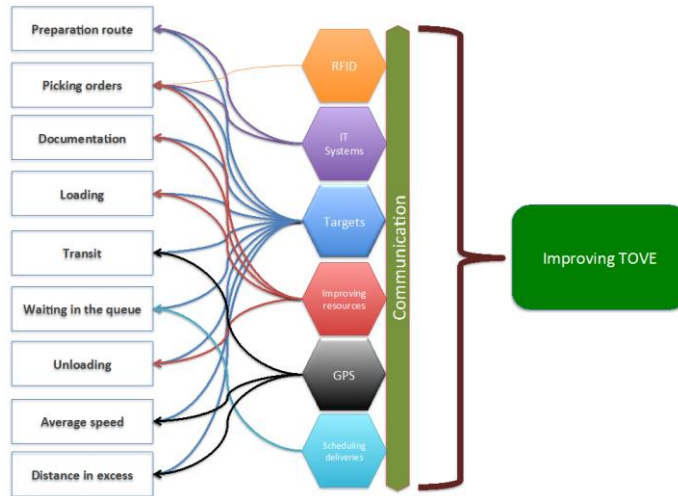 Preparation route
Picking orders
Documentation
Loading
Transit
Waiting in the queue
Unloading
Average speed
Distance in excess
RFID
IT
Systems
Targets
Improving
resources
GPS
Scheduling
deliveries
Communication
Improving TOVE